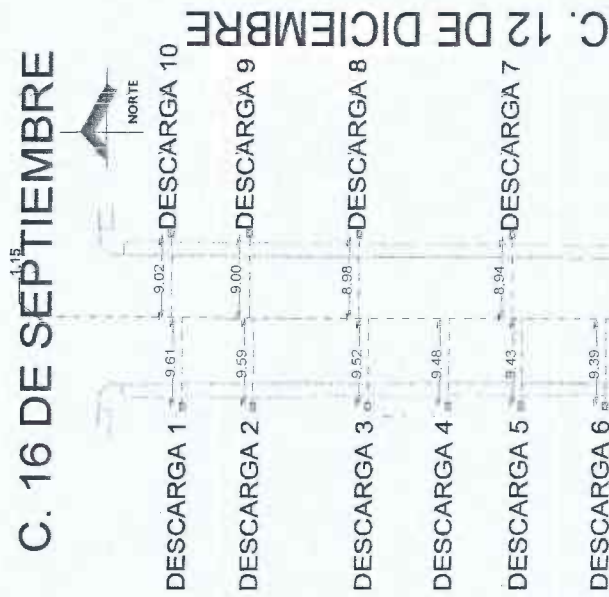 C. 16 DE SEPTIEMBRE
1.15
NORTE
C. 12 DE DICIEMBRE
DESCARGA 1
9.61
9.02
DESCARGA 10
DESCARGA 2
9.59
9.00
DESCARGA 9
DESCARGA 3
9.52
8.98
DESCARGA 8
DESCARGA 4
9.48
DESCARGA 5
9.43
8.94
DESCARGA 7
DESCARGA 6
9.39